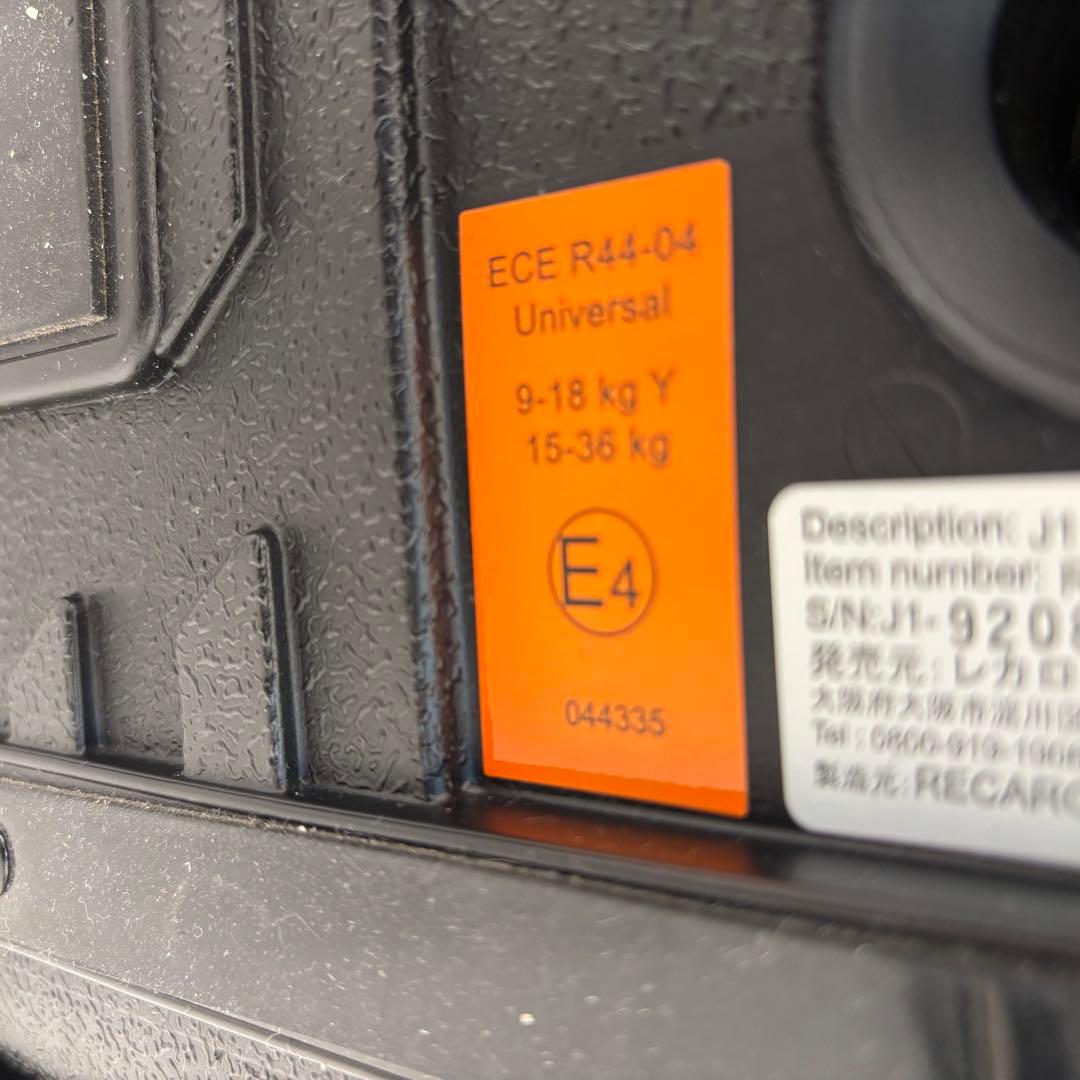 ECE R44-04
Universal
9-18 kg Y
15-36 kg
E4
044335
Description: J1
Item number:
S/N:J1-9208
発売元: レカロ
大阪府大阪市淀川区
Tel : 0800-919-1906
製造元: RECARO